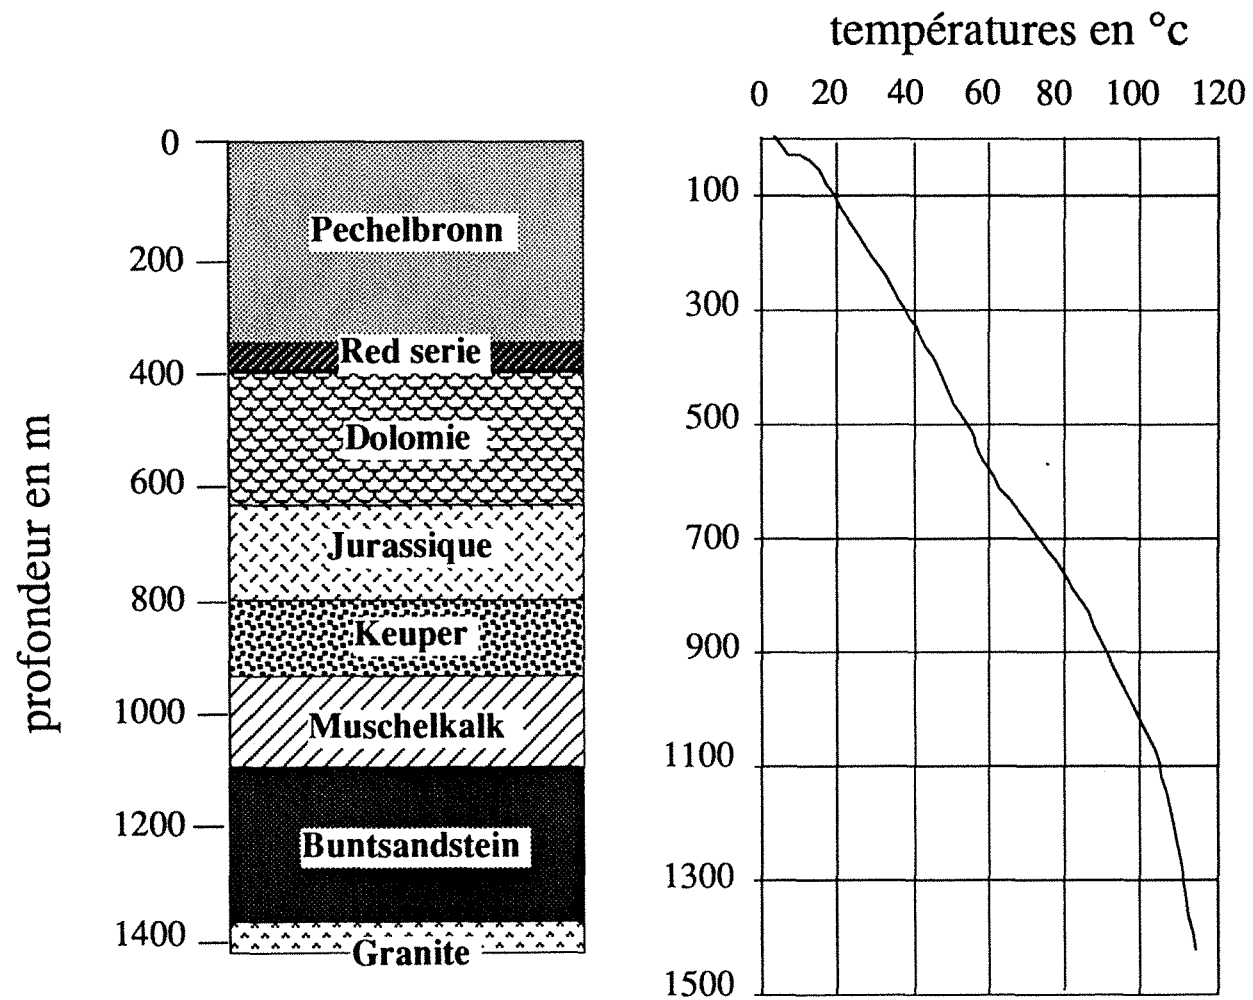 températures en °c
0 20 40 60 80 100 120
0
200
400
600
800
1000
1200
1400
profondeur en m
Pechelbronn
Red serie
Dolomie
Jurassique
Keuper
Muschelkalk
Buntsandstein
Granite
100
300
500
700
900
1100
1300
1500